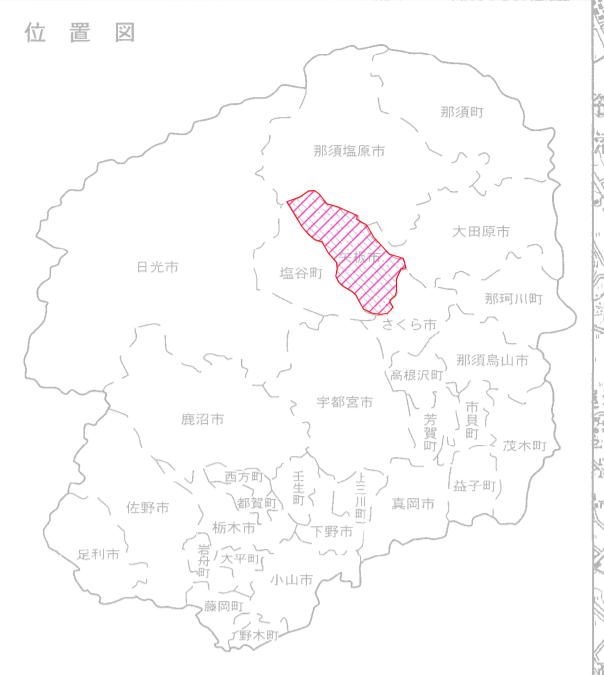 位置図
那須町
那須塩原市
大田原市
矢板市
日光市
塩谷町
那珂川町
さくら市
那須烏山市
高根沢町
宇都宮市
市貝町
芳賀町
鹿沼市
茂木町
西方町
壬生町
上三川町
益子町
都賀町
真岡市
佐野市
栃木市
下野市
岩舟町
大平町
足利市
小山市
藤岡町
野木町